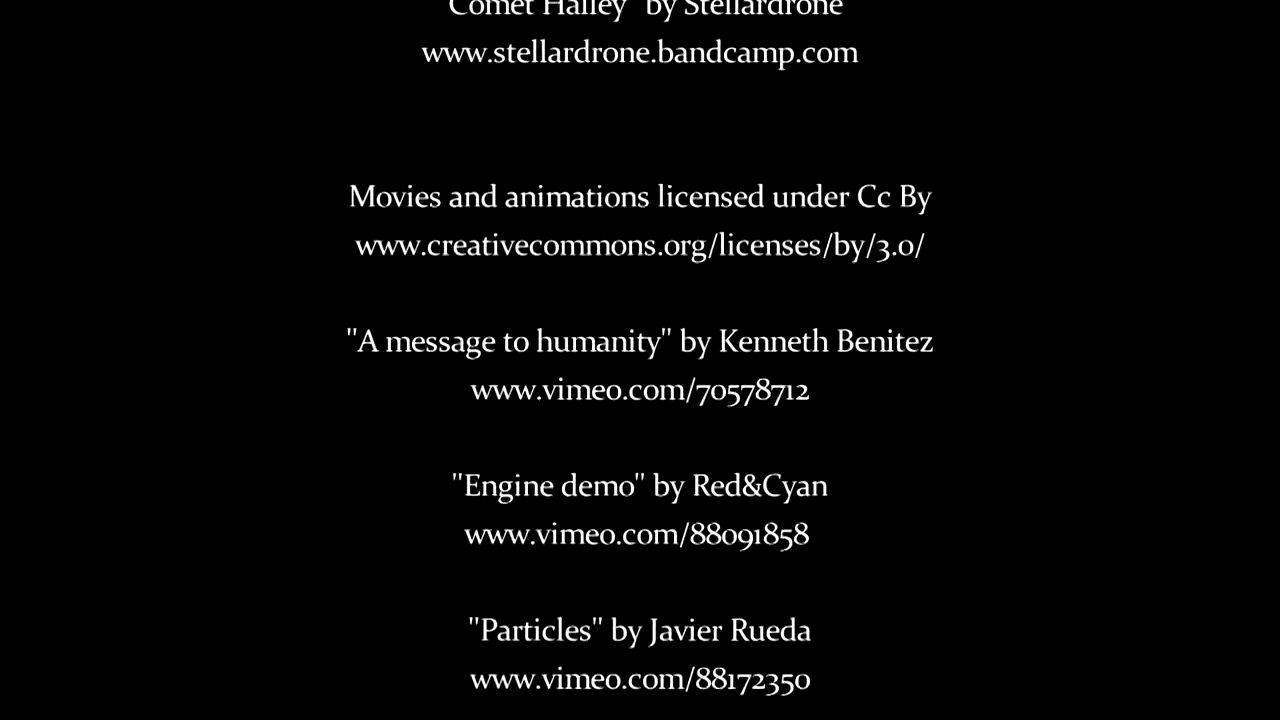 Comet Halley" by Stellardrone
www.stellardrone.bandcamp.com
Movies and animations licensed under Cc By
www.creativecommons.org/licenses/by/3.0/
"A message to humanity" by Kenneth Benitez
www.vimeo.com/70578712
"Engine demo" by Red&Cyan
www.vimeo.com/88091858
"Particles" by Javier Rueda
www.vimeo.com/88172350